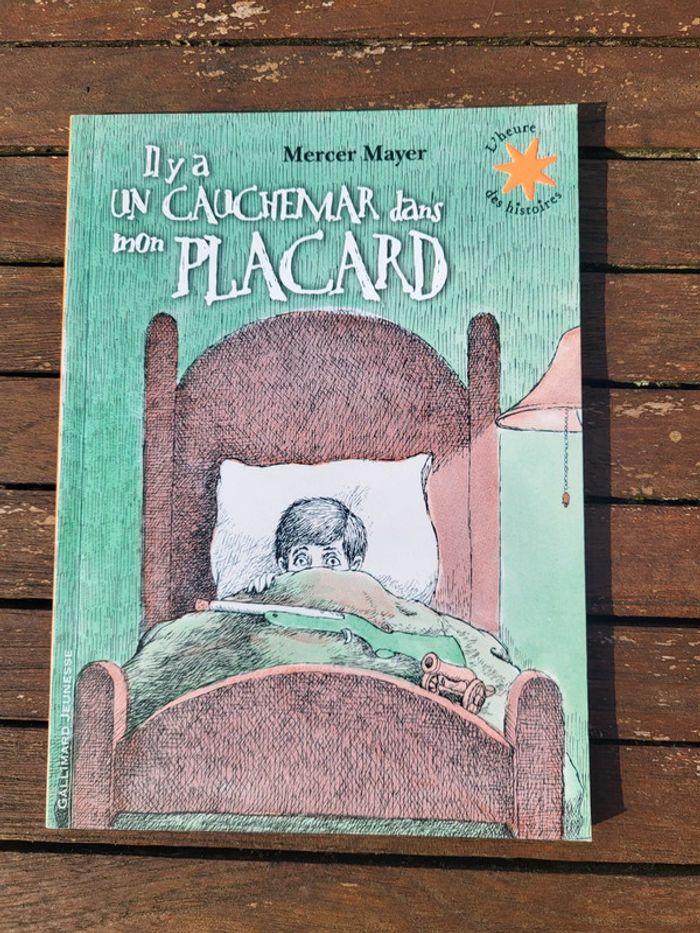 Il y a
UN CAUCHEMAR dans
mon PLACARD
Mercer Mayer
L'heure
des histoires
GALLIMARD JEUNESSE